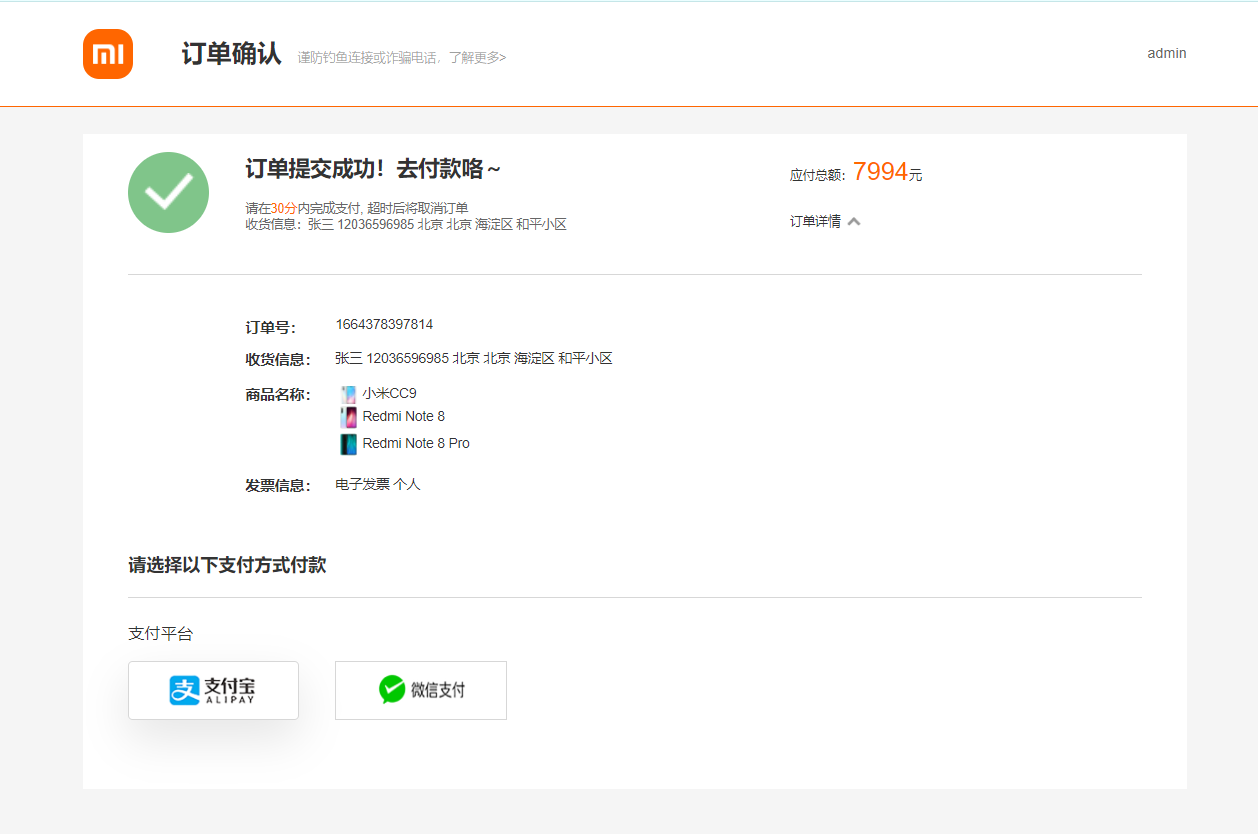 订单确认 谨防钓鱼连接或诈骗电话，了解更多> admin
订单提交成功！去付款咯～ 应付总额：7994元
请在30分内完成支付, 超时后将取消订单
收货信息：张三 12036596985 北京 北京 海淀区 和平小区 订单详情
订单号： 1664378397814
收货信息： 张三 12036596985 北京 北京 海淀区 和平小区
商品名称： 小米CC9
Redmi Note 8
Redmi Note 8 Pro
发票信息： 电子发票 个人
请选择以下支付方式付款
支付平台
支 支付宝 ALIPAY 微信支付